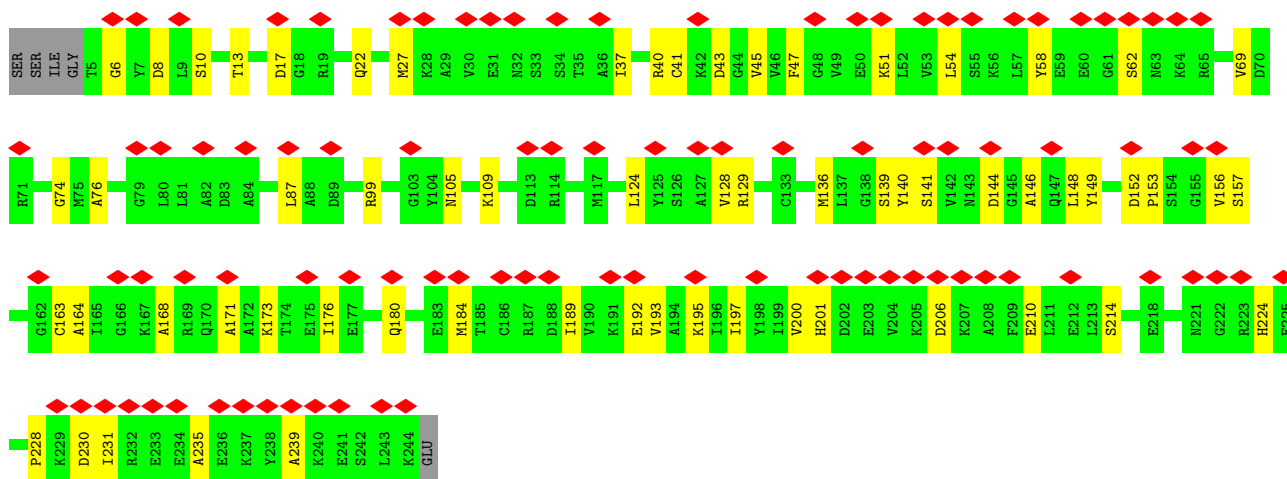 SER SER ILE GLY T5 G6 Y7 D8 L9 S10 T13 D17 G18 R19 Q22 M27 K28 A29 V30 E31 N32 S33 S34 T35 A36 I37 R40 C41 K42 D43 G44 V45 V46 F47 G48 V49 E50 K51 L52 V53 L54 S55 K56 L57 Y58 E59 E60 G61 S62 N63 K64 R65 V69 D70
R71 G74 M75 A76 G79 L80 L81 A82 D83 A84 L87 A88 D89 R99 G103 Y104 N105 K109 D113 R114 M117 L124 Y125 S126 A127 V128 R129 C133 M136 L137 G138 S139 Y140 S141 V142 N143 D144 G145 A146 Q147 L148 Y149 D152 P153 S154 G155 V156 S157
G162 C163 A164 I165 G166 K167 A168 R169 Q170 A171 A172 K173 T174 E175 I176 E177 Q180 E183 M184 T185 C186 R187 D188 I189 V190 K191 E192 V193 A194 K195 I196 I197 Y198 I199 V200 H201 D202 E203 V204 K205 D206 K207 A208 F209 E210 L211 E212 L213 S214 E218 N221 G222 R223 H224
P228 K229 D230 I231 R232 E233 E234 A235 E236 K237 Y238 A239 K240 E241 S242 L243 K244 GLU